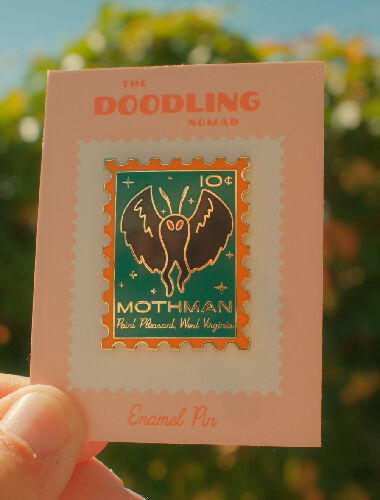 THE
DOODLING
NOMAD
10¢
MOTHMAN
Point Pleasant, West Virginia
Enamel Pin